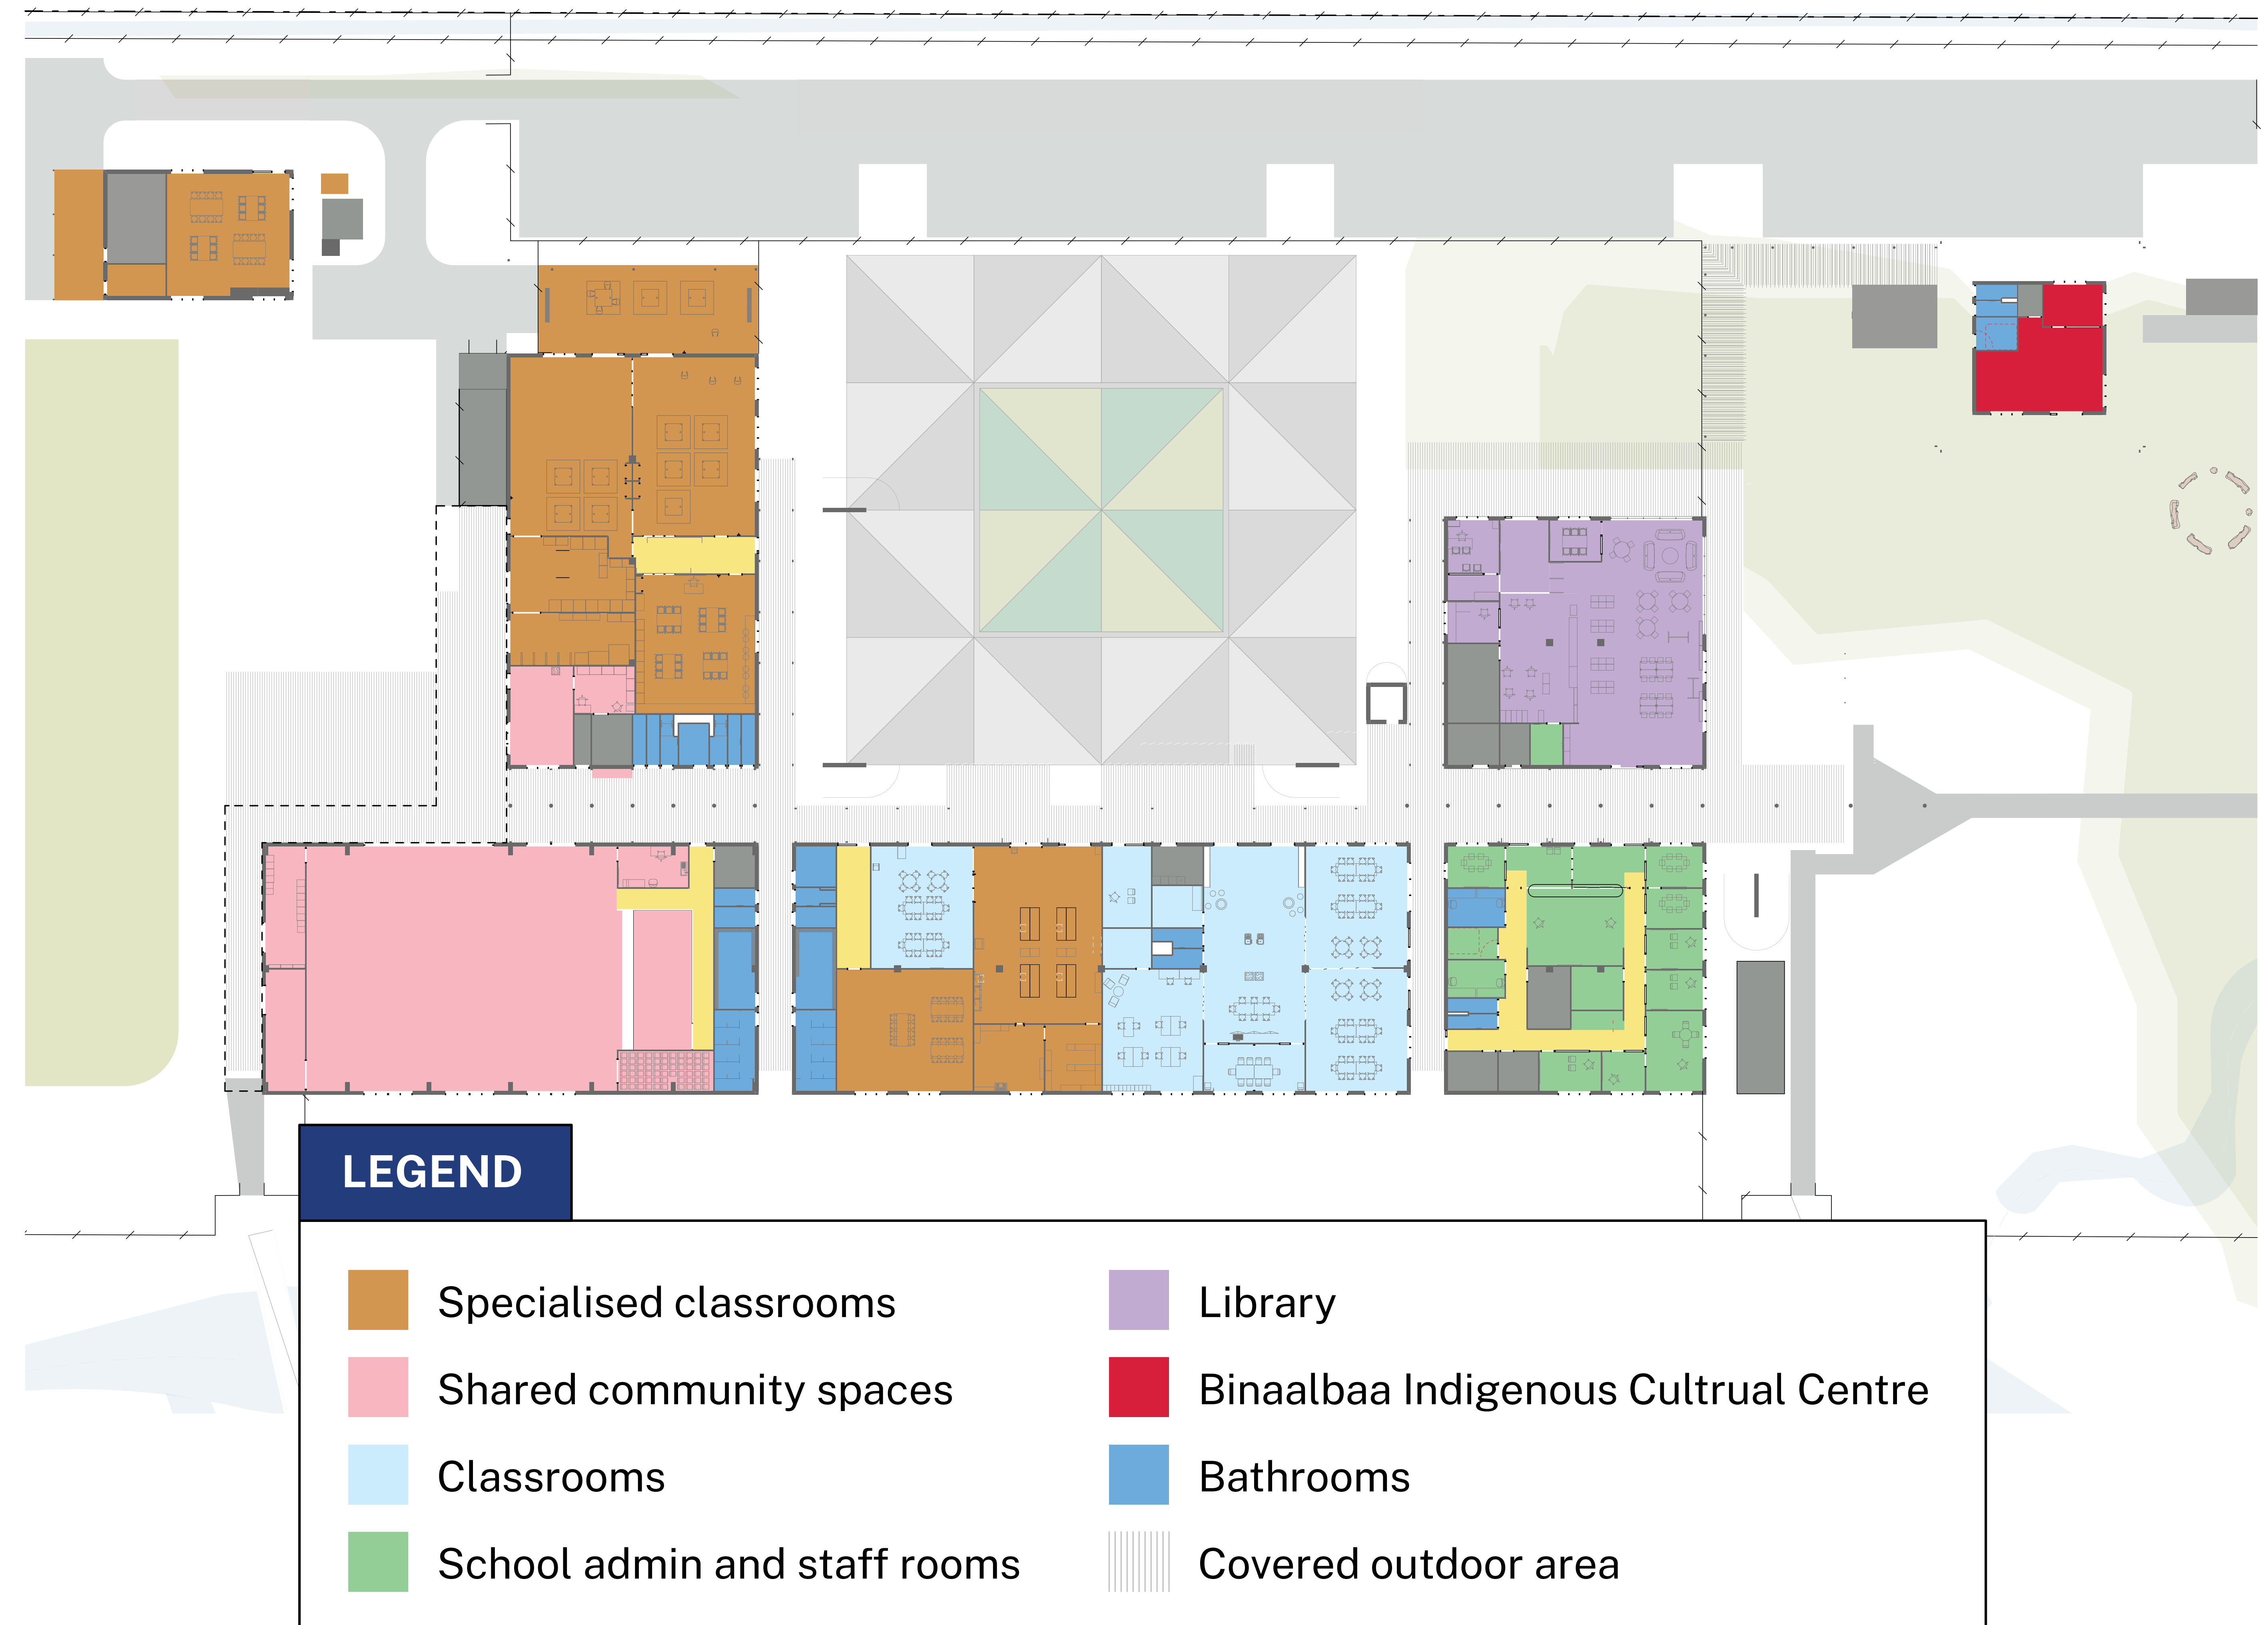 LEGEND
Specialised classrooms
Shared community spaces
Classrooms
School admin and staff rooms
Library
Binaalbaa Indigenous Cultrual Centre
Bathrooms
Covered outdoor area